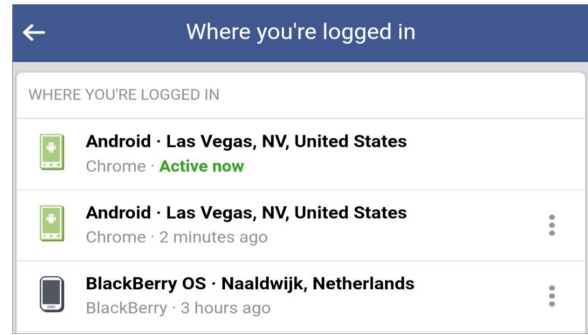 Where you're logged in
WHERE YOU'RE LOGGED IN
Android · Las Vegas, NV, United States
Chrome · Active now
Android · Las Vegas, NV, United States
Chrome · 2 minutes ago
BlackBerry OS · Naaldwijk, Netherlands
BlackBerry · 3 hours ago